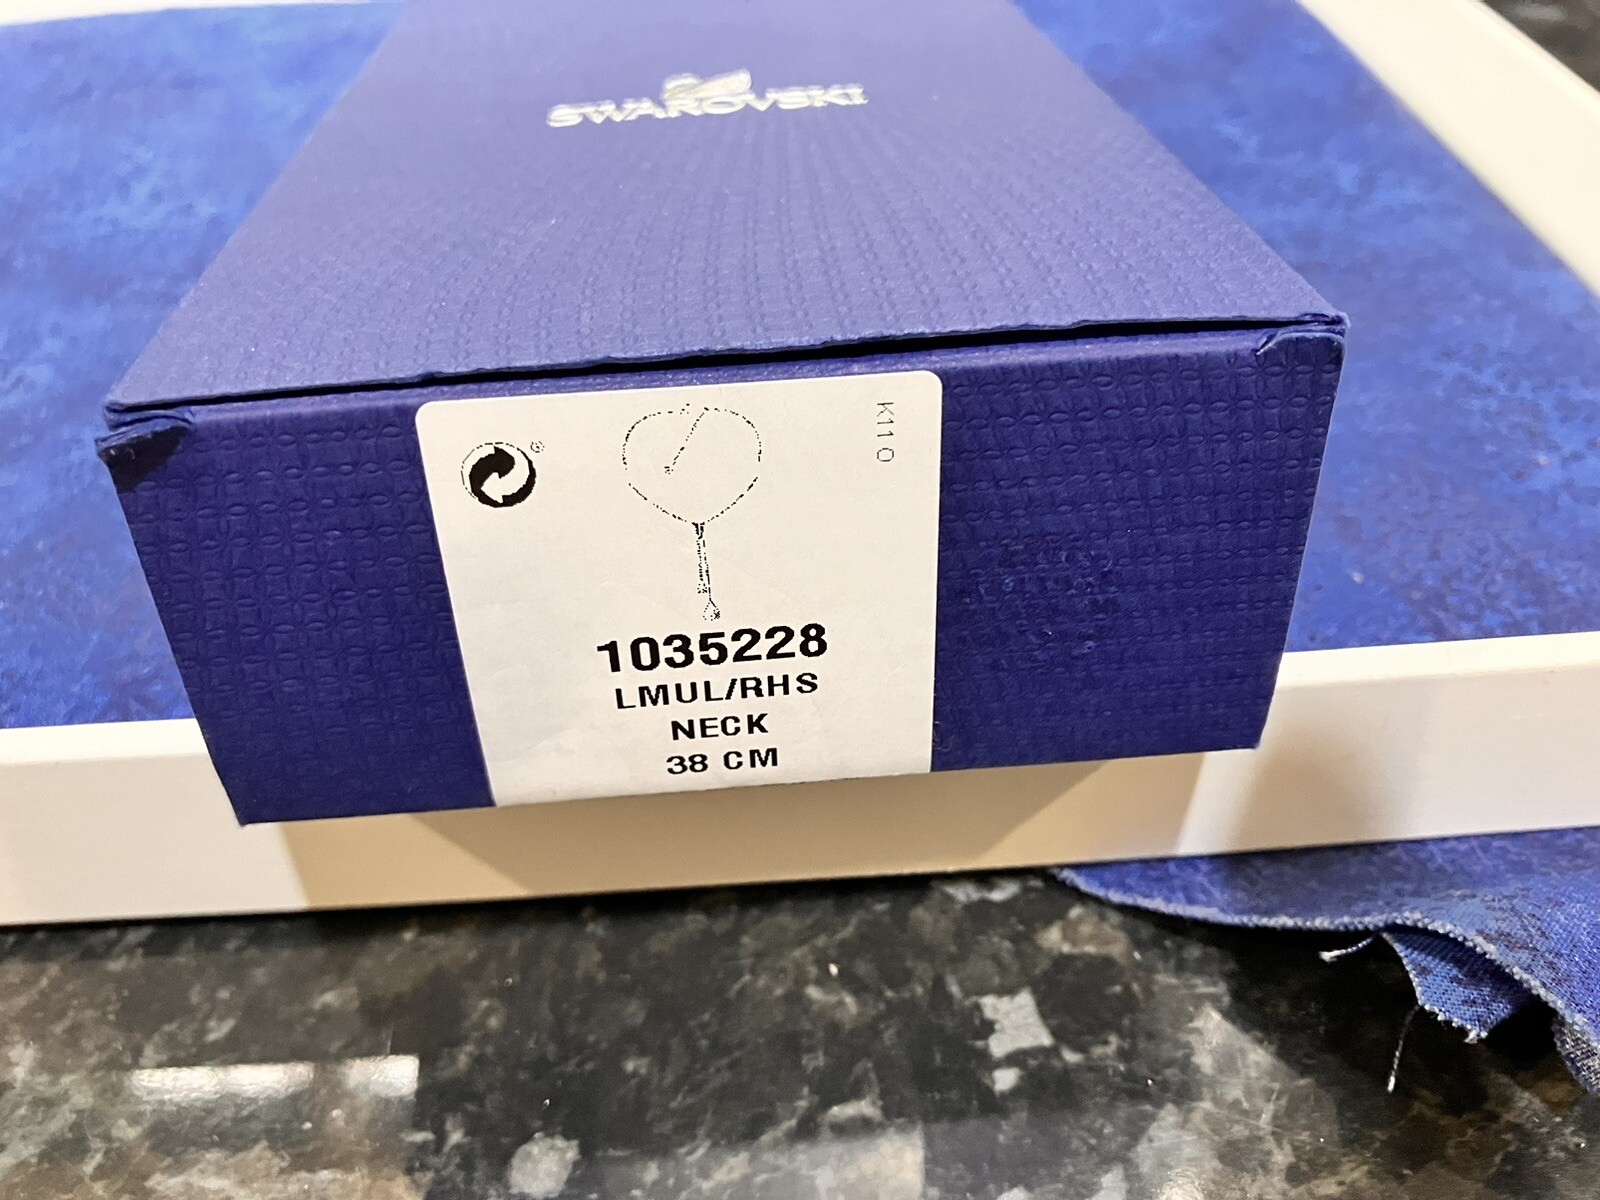 SWAROVSKI
K110
®
1035228
LMUL/RHS
NECK
38 CM